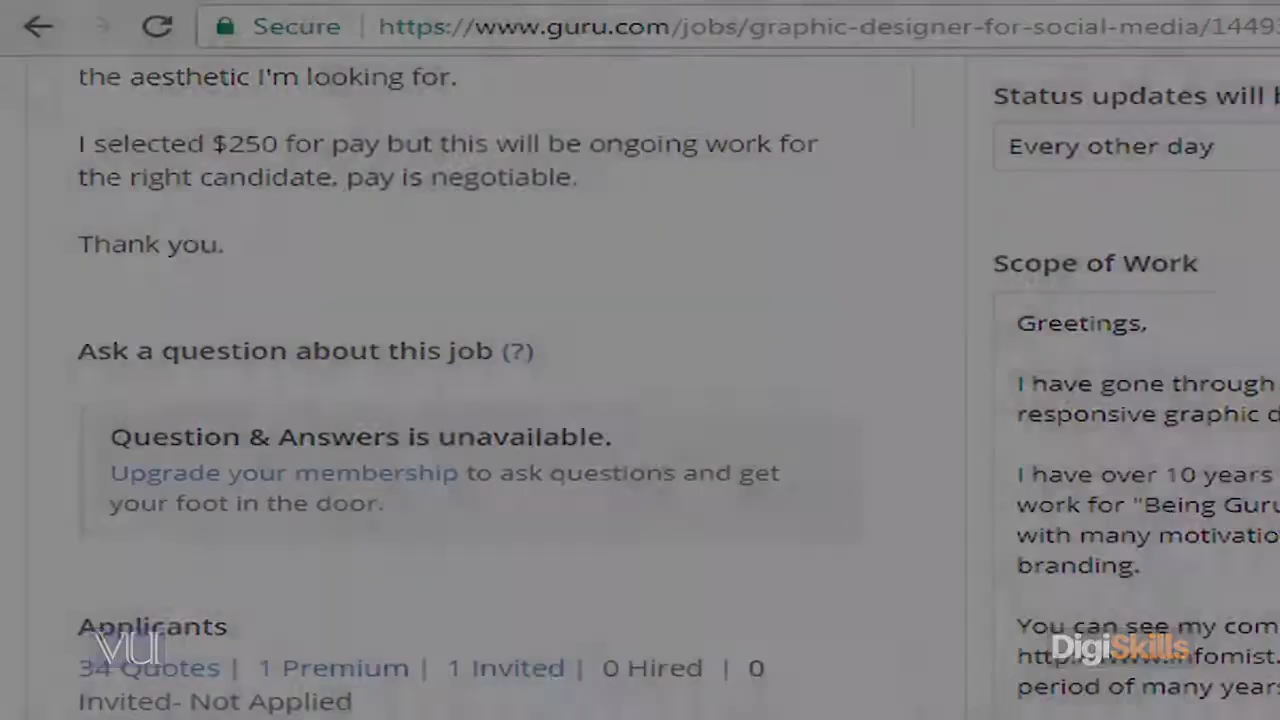 Secure https://www.guru.com/jobs/graphic-designer-for-social-media/1449
the aesthetic I'm looking for.
I selected $250 for pay but this will be ongoing work for
the right candidate, pay is negotiable.
Thank you.
Ask a question about this job (?)
Question & Answers is unavailable.
Upgrade your membership to ask questions and get
your foot in the door.
Applicants
34 Quotes | 1 Premium | 1 Invited | 0 Hired | 0
Invited- Not Applied
Status updates will
Every other day
Scope of Work
Greetings,
I have gone through
responsive graphic
I have over 10 years
work for "Being Guru
with many
branding.
You can see my
period of many years
DigiSkills